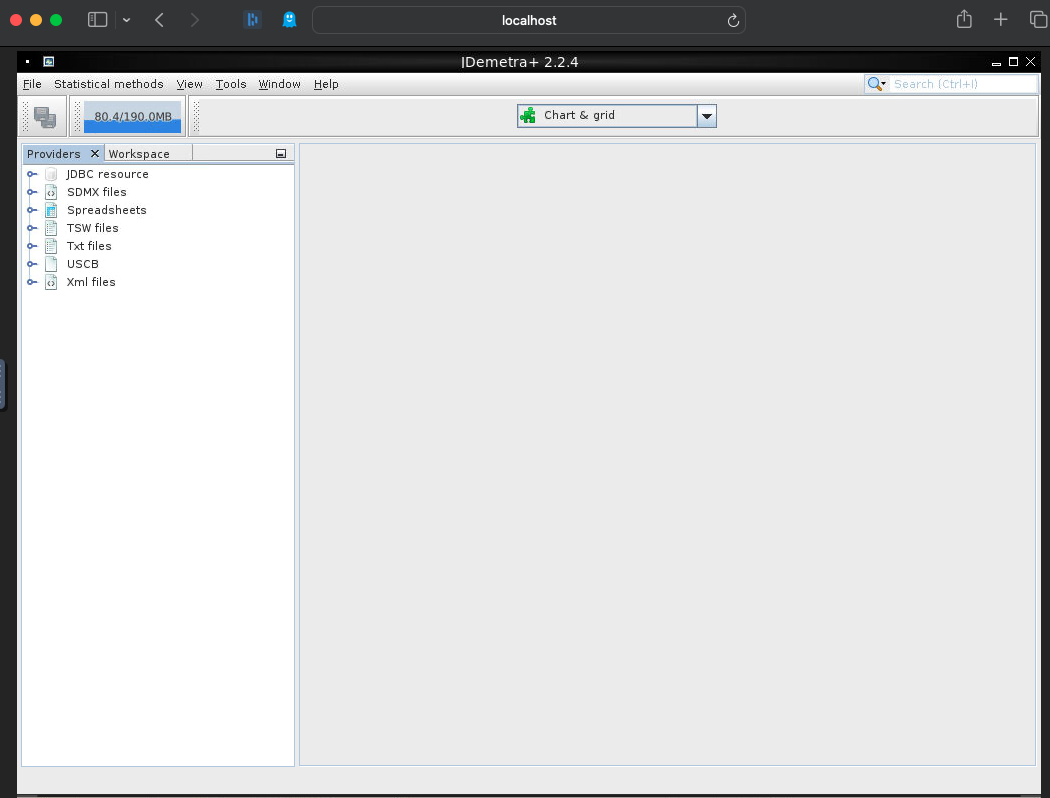 localhost
JDemetra+ 2.2.4
File Statistical methods View Tools Window Help
Search (Ctrl+I)
80.4/190.0MB
Chart & grid
Providers Workspace
JDBC resource
SDMX files
Spreadsheets
TSW files
Txt files
USCB
Xml files